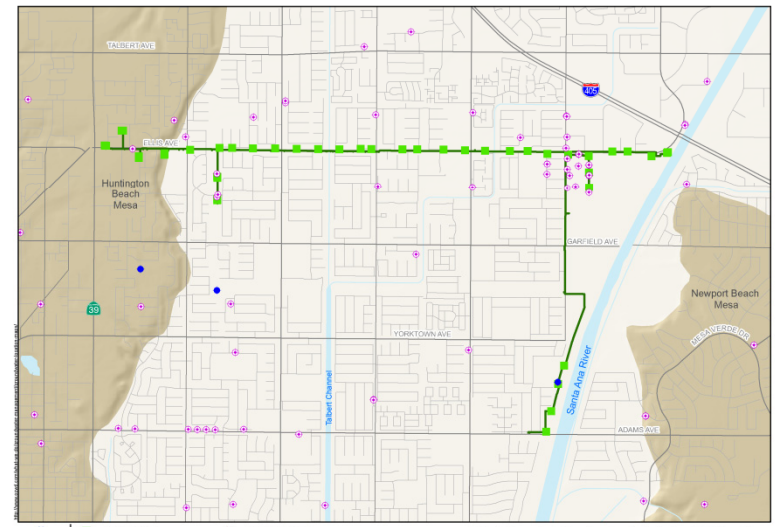 TALBERT AVE
405
ELLIS AVE
Huntington
Beach
Mesa
GARFIELD AVE
Newport Beach
Mesa
39
YORKTOWN AVE
MESA VERDE DR
Santa Ana River
Talbert Channel
ADAMS AVE